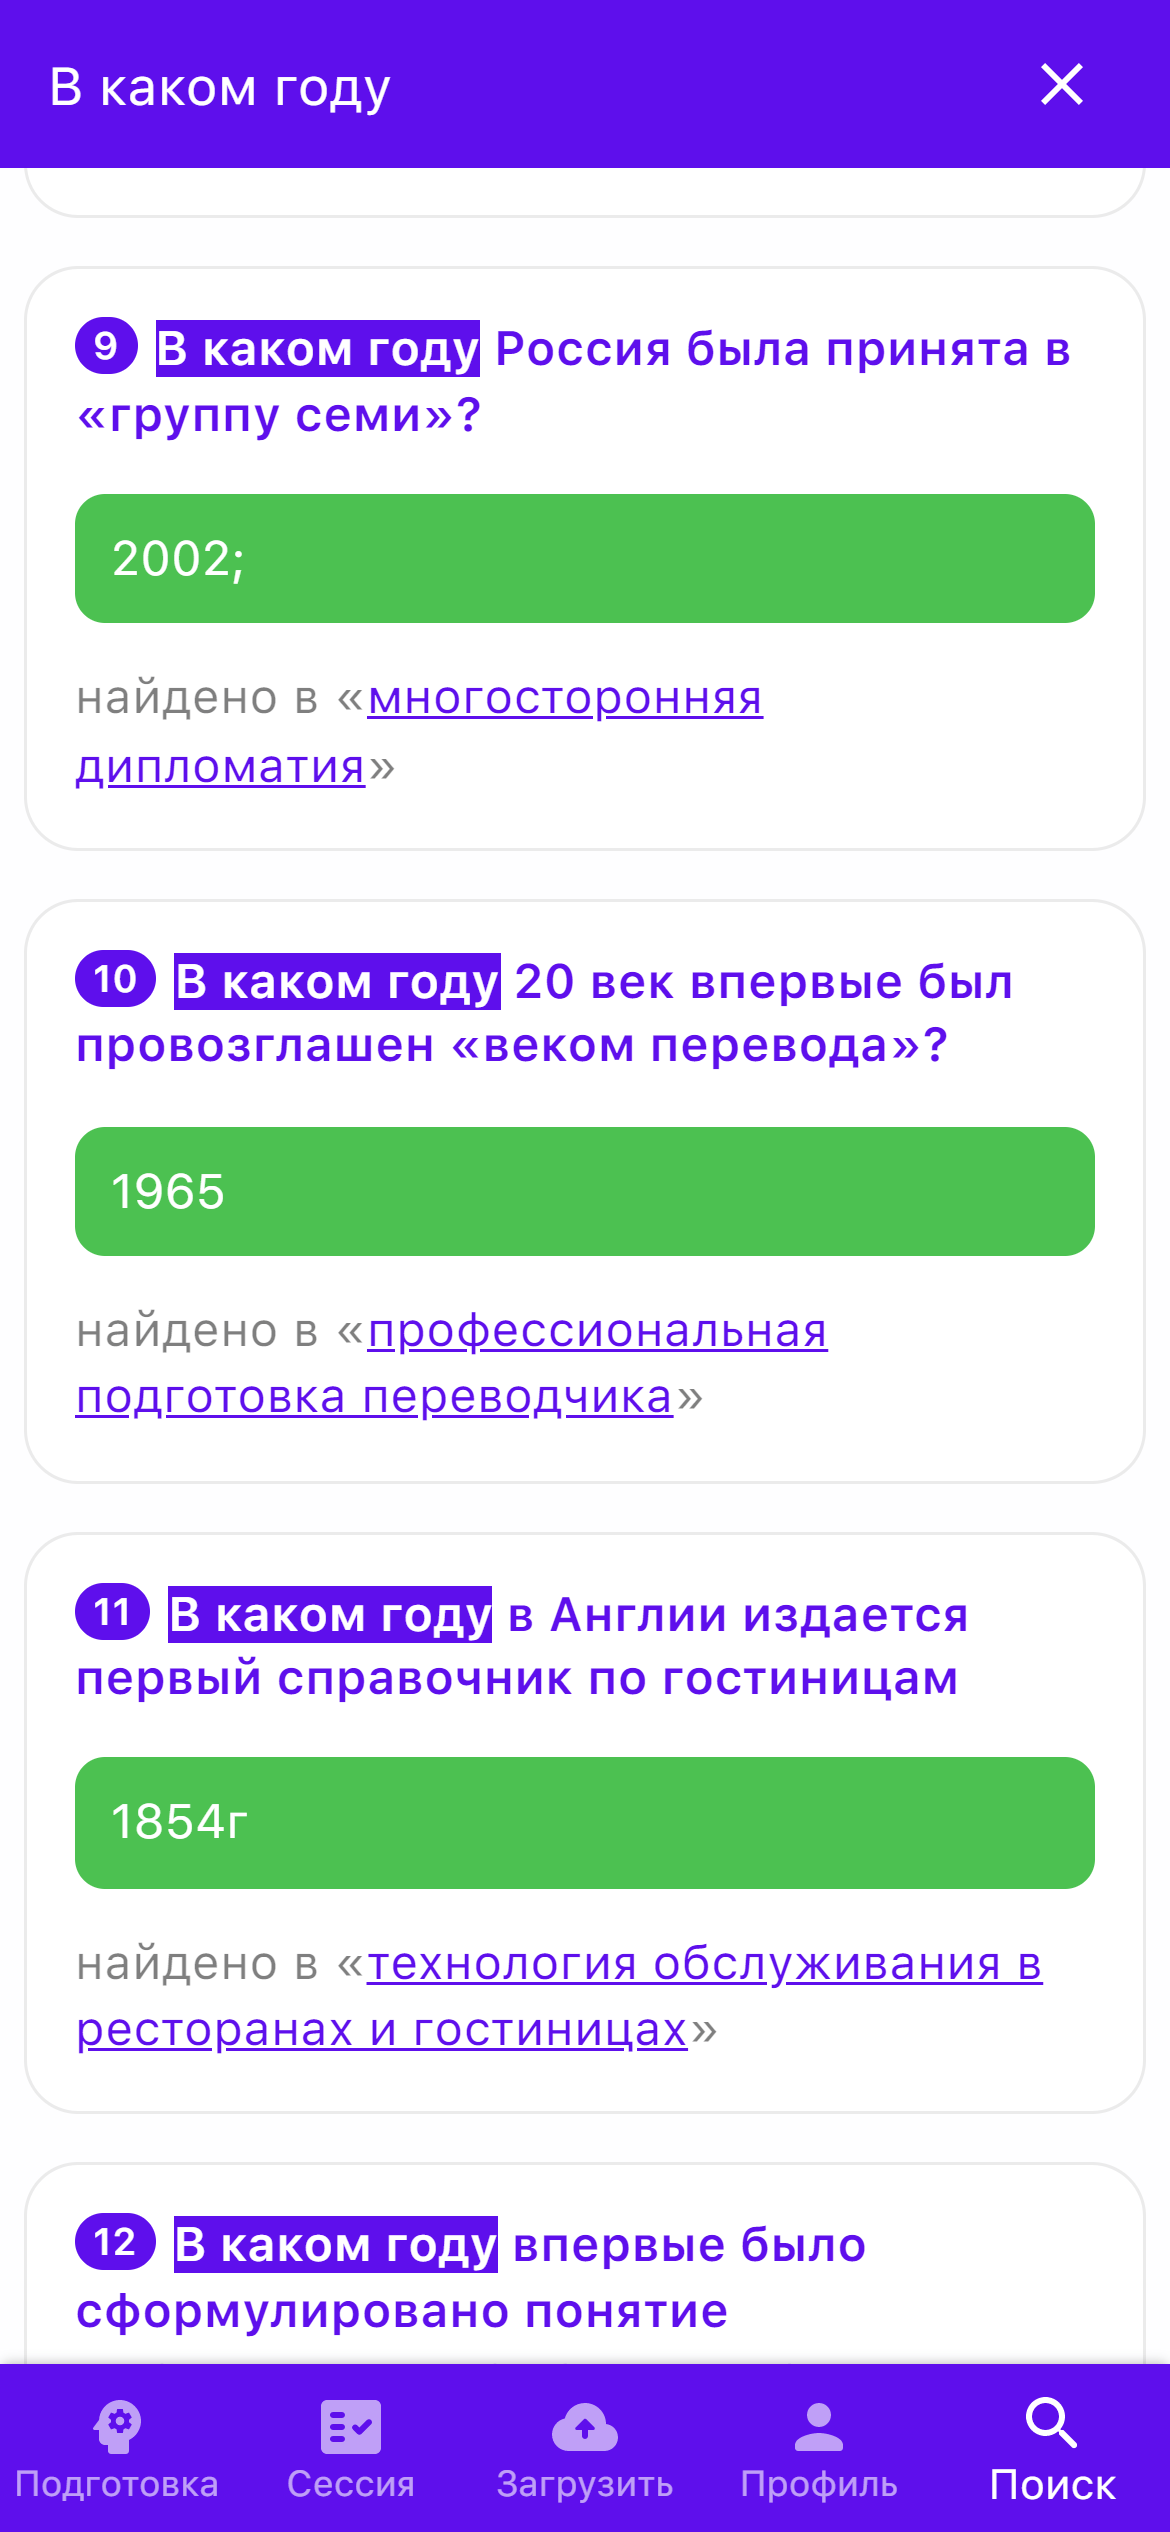 В каком году
9 В каком году Россия была принята в
«группу семи»?
2002;
найдено в «многосторонняя
дипломатия»
10 В каком году 20 век впервые был
провозглашен «веком перевода»?
1965
найдено в «профессиональная
подготовка переводчика»
11 В каком году в Англии издается
первый справочник по гостиницам
1854г
найдено в «технология обслуживания в
ресторанах и гостиницах»
12 В каком году впервые было
сформулировано понятие
Подготовка Сессия Загрузить Профиль Поиск